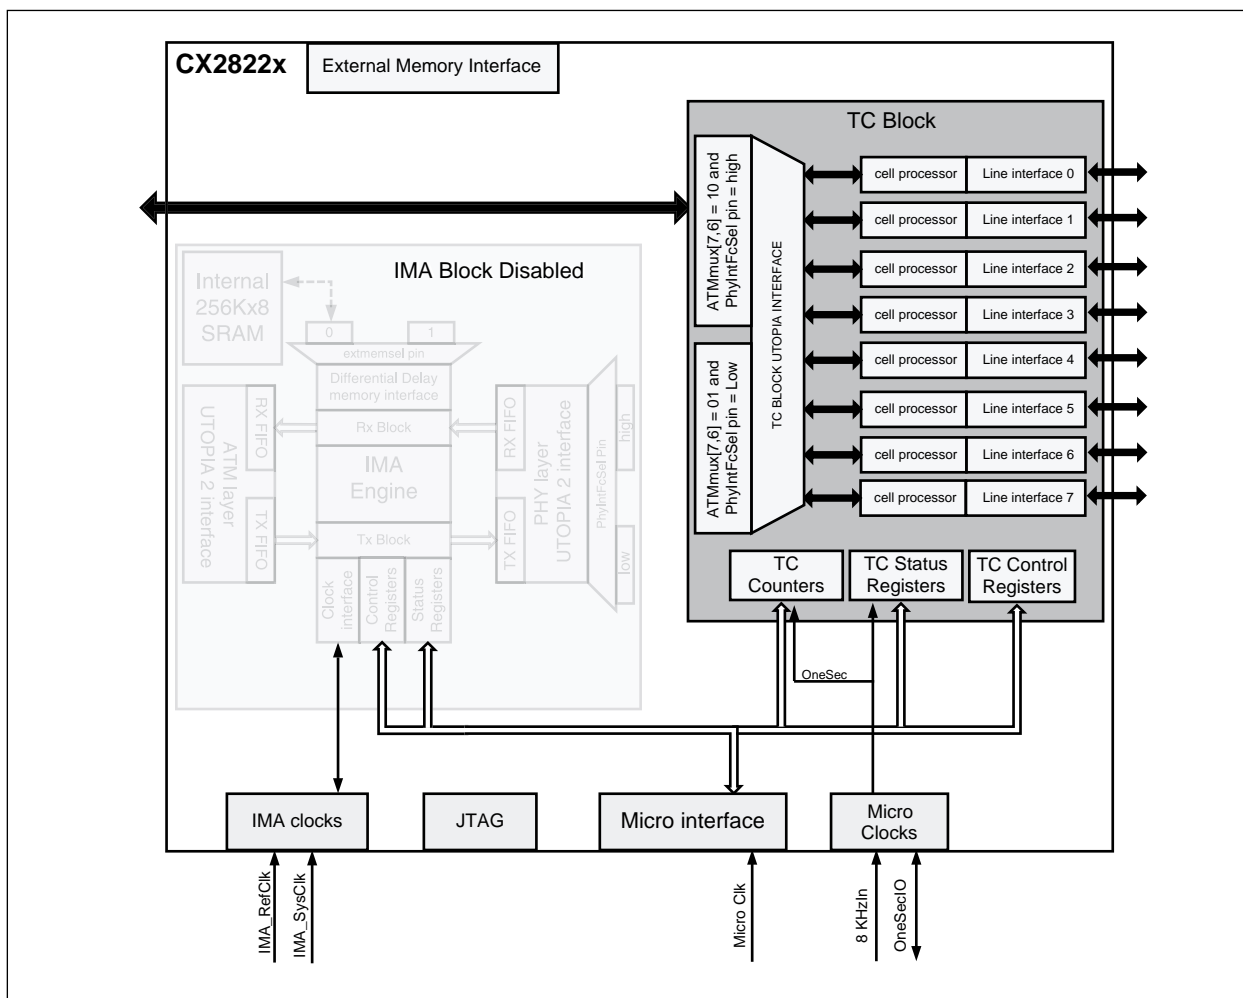 CX2822x
External Memory Interface
TC Block
ATMmux[7,6] = 10 and
PhyIntFcSel pin = high
ATMmux[7,6] = 01 and
PhyIntFcSel pin = Low
TC BLOCK UTOPIA INTERFACE
cell processor
Line interface 0
cell processor
Line interface 1
cell processor
Line interface 2
cell processor
Line interface 3
cell processor
Line interface 4
cell processor
Line interface 5
cell processor
Line interface 6
cell processor
Line interface 7
TC
Counters
TC Status
Registers
TC Control
Registers
OneSec
IMA Block Disabled
Internal
256Kx8
SRAM
0
1
extmemsel pin
Differential Delay
memory interface
Rx Block
IMA
Engine
Tx Block
Clock
interface
Control
Registers
Status
Registers
ATM layer
UTOPIA 2 interface
RX FIFO
TX FIFO
RX FIFO
TX FIFO
PHY layer
UTOPIA 2 interface
PhyIntFcSel Pin
high
low
IMA clocks
JTAG
Micro interface
Micro
Clocks
IMA_RefClk
IMA_SysClk
Micro Clk
8 KHzIn
OneSecIO